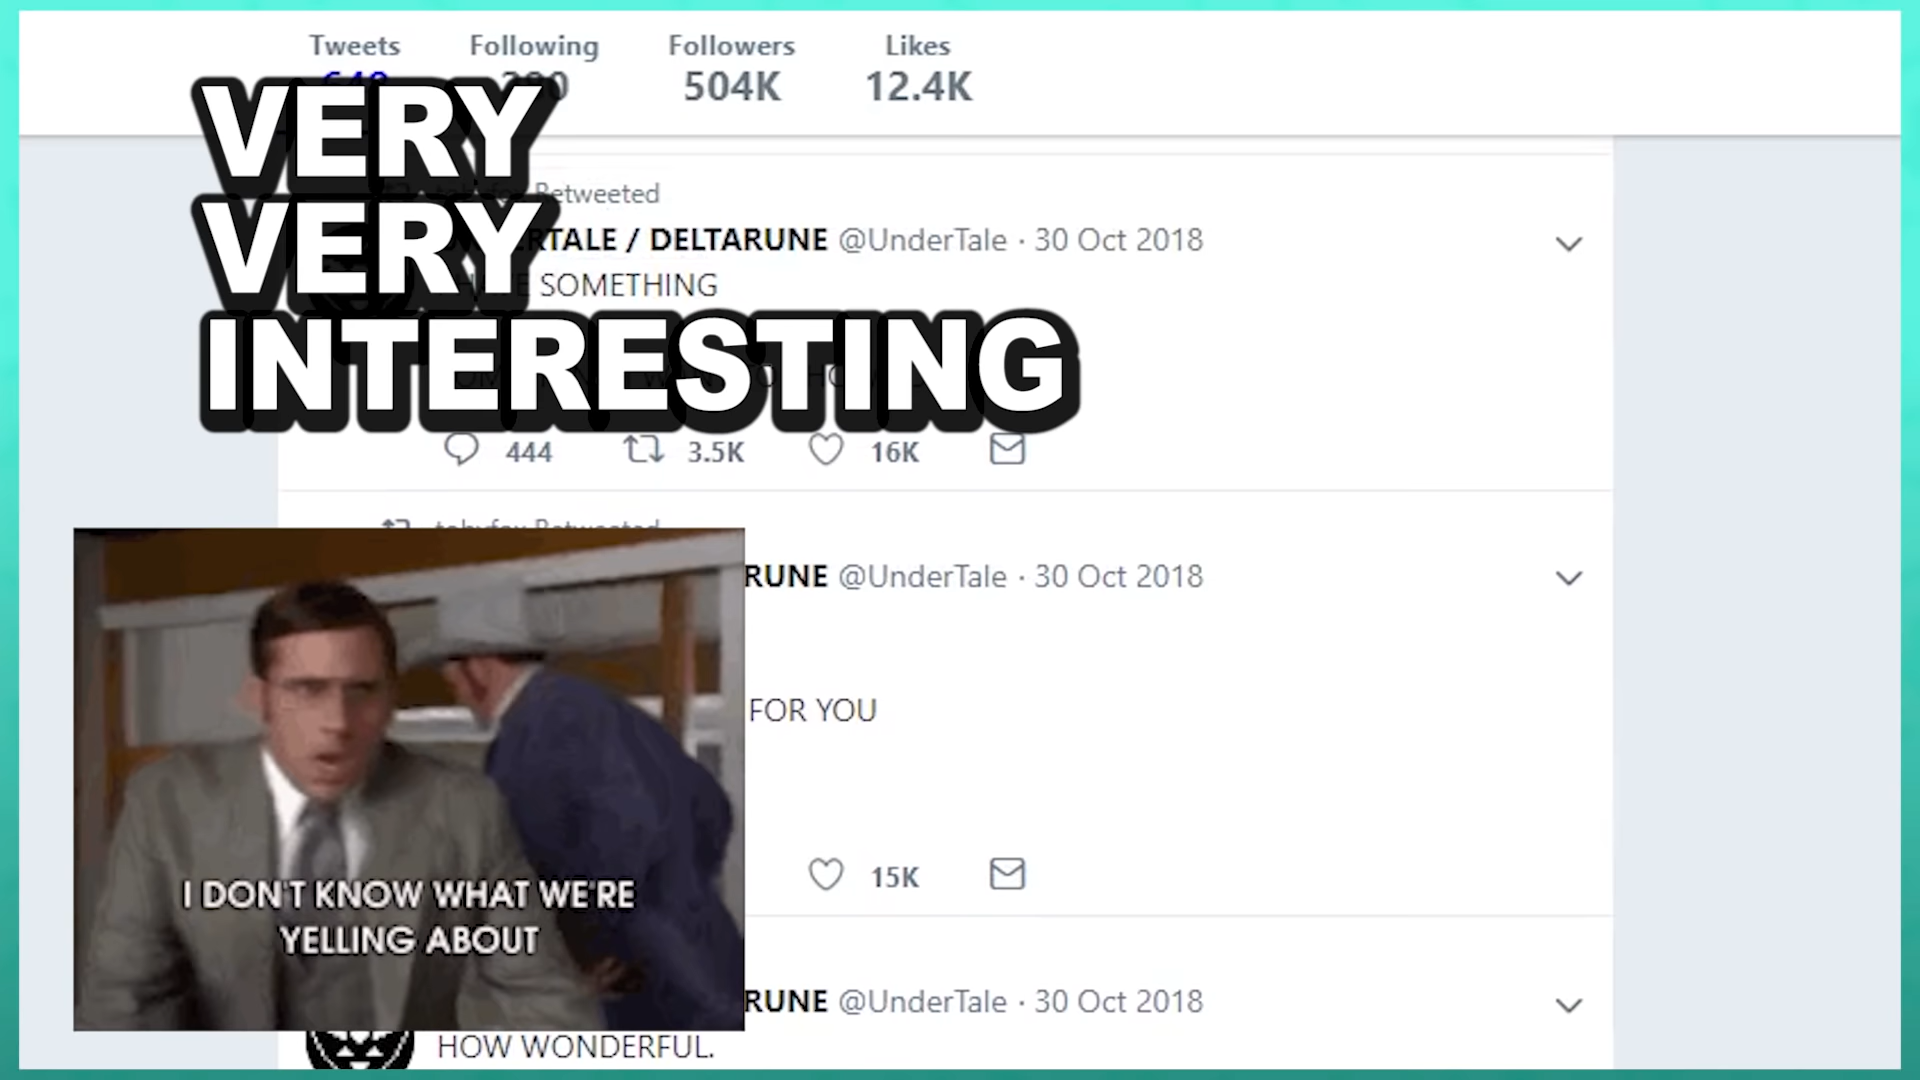 Tweets Following Followers Likes
504K 12.4K
VERY
VERY
INTERESTING
Retweeted
RTALE / DELTARUNE @UnderTale · 30 Oct 2018
SOMETHING
444 3.5K 16K
RUNE @UnderTale · 30 Oct 2018
FOR YOU
15K
I DON'T KNOW WHAT WE'RE
YELLING ABOUT
RUNE @UnderTale · 30 Oct 2018
HOW WONDERFUL.